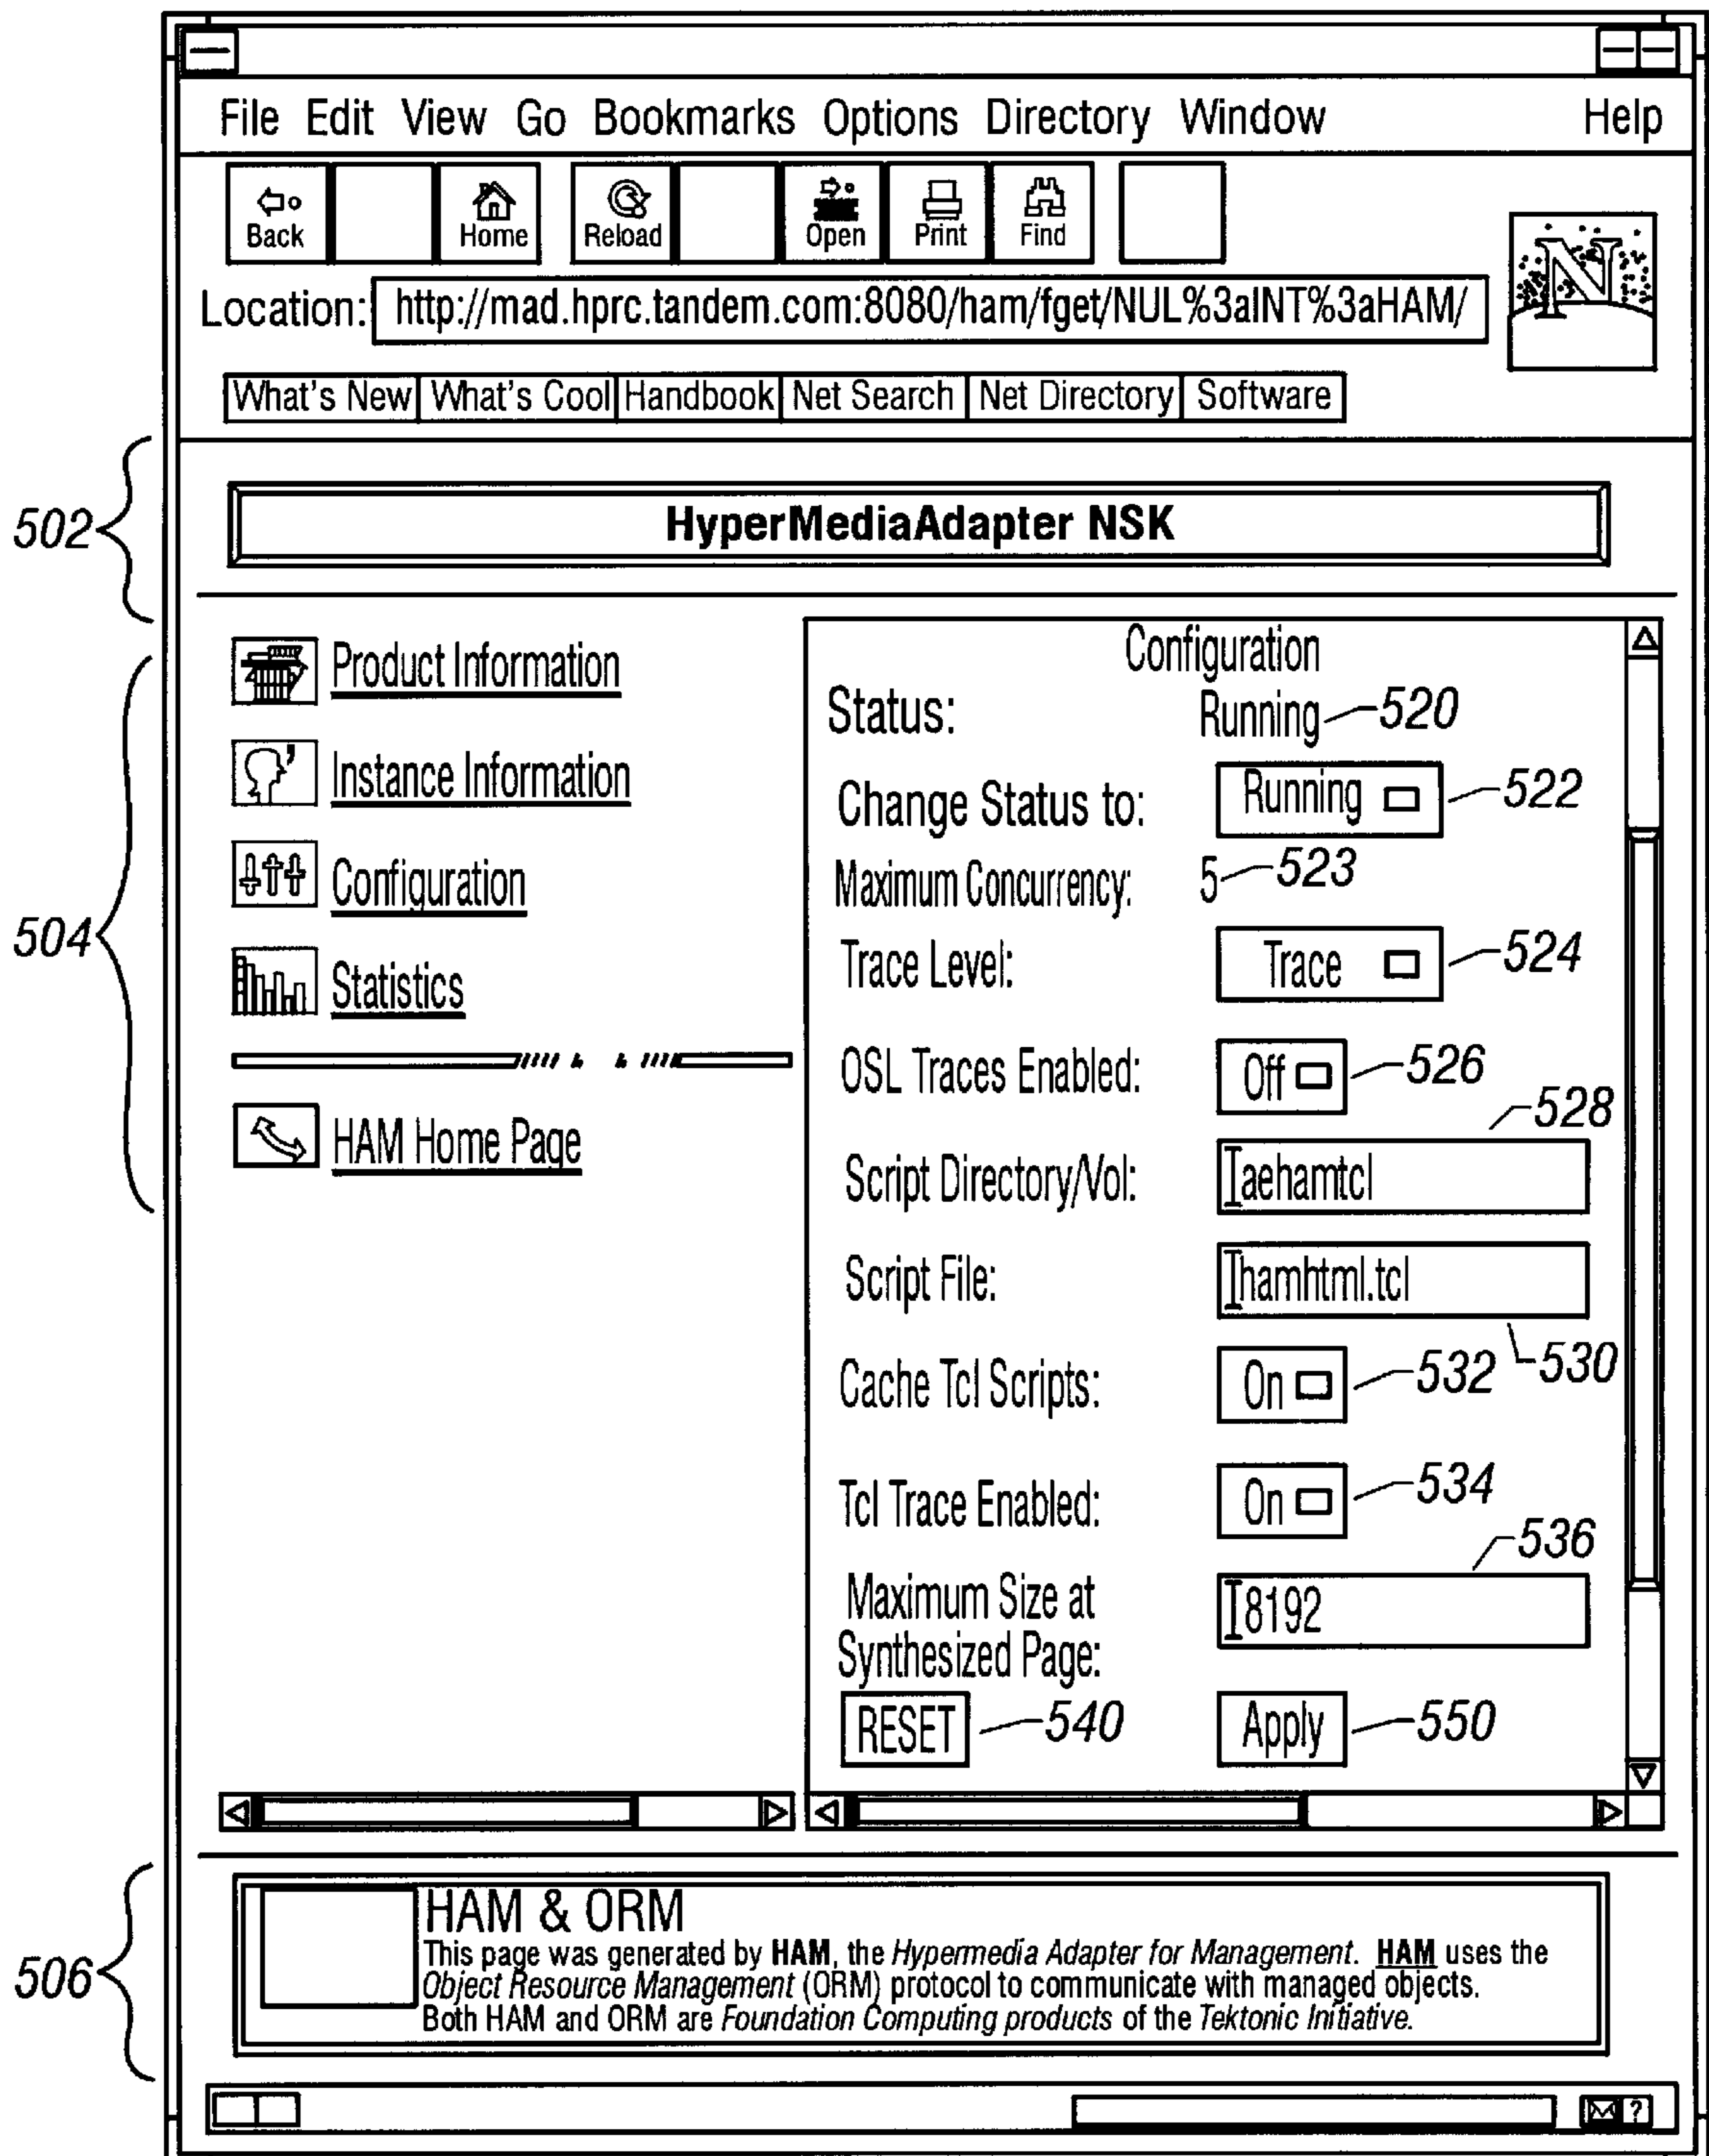 File Edit View Go Bookmarks Options Directory Window Help
Back Home Reload Open Print Find
N
Location: http://mad.hprc.tandem.com:8080/ham/fget/NUL%3aINT%3aHAM/
What's New What's Cool Handbook Net Search Net Directory Software
502
HyperMediaAdapter NSK
504
Product Information
Instance Information
Configuration
Statistics
HAM Home Page
Configuration
Status: Running 520
Change Status to: Running 522
Maximum Concurrency: 5 523
Trace Level: Trace 524
OSL Traces Enabled: Off 526
528
Script Directory/Vol: aehamtcl
Script File: hamhtml.tcl
530
Cache Tcl Scripts: On 532
Tcl Trace Enabled: On 534
536
Maximum Size at
Synthesized Page: 8192
RESET 540 Apply 550
506
HAM & ORM
This page was generated by HAM, the Hypermedia Adapter for Management. HAM uses the
Object Resource Management (ORM) protocol to communicate with managed objects.
Both HAM and ORM are Foundation Computing products of the Tektonic Initiative.
?